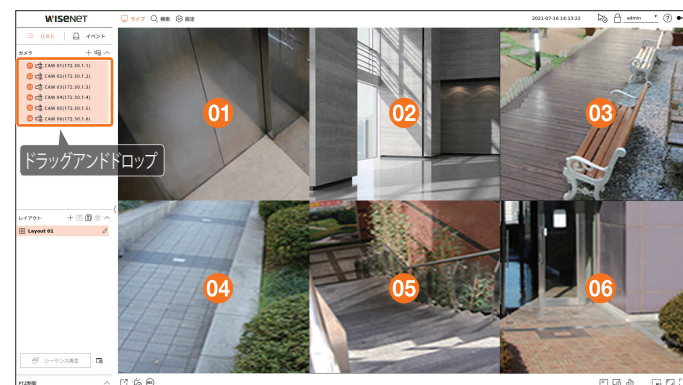 WISENET
ライブ 検索 設定
2021-07-16 14:13:22 admin
リスト イベント
カメラ
CAM 01(172.30.1.1)
CAM 02(172.30.1.2)
CAM 03(172.30.1.3)
CAM 04(172.30.1.4)
CAM 05(172.30.1.5)
CAM 06(172.30.1.6)
ドラッグアンドドロップ
01
02
03
レイアウト
Layout 01
04
05
06
シーケンス再生
PTZ制御